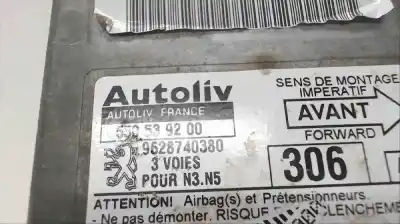 Autoliv
AUTOLIV FRANCE
550 53 92 00
9628740380
3 VOIES
POUR N3.N5
SENS DE MONTAGE
IMPERATIF
AVANT
FORWARD
306
ATTENTION! Airbag(s) et Prétensionneurs.
- Ne pas démonter. RISQUE
CLENCHEMENT